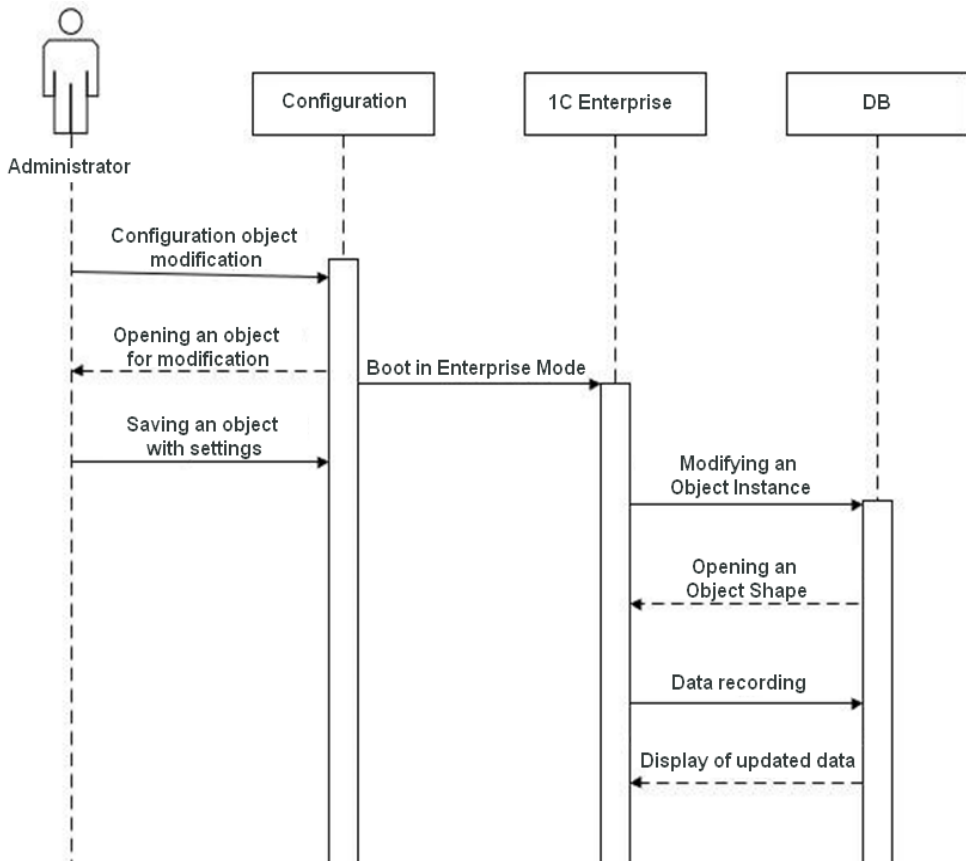 Configuration
1C Enterprise
DB
Administrator
Configuration object
modification
Opening an object
for modification
Boot in Enterprise Mode
Saving an object
with settings
Modifying an
Object Instance
Opening an
Object Shape
Data recording
Display of updated data